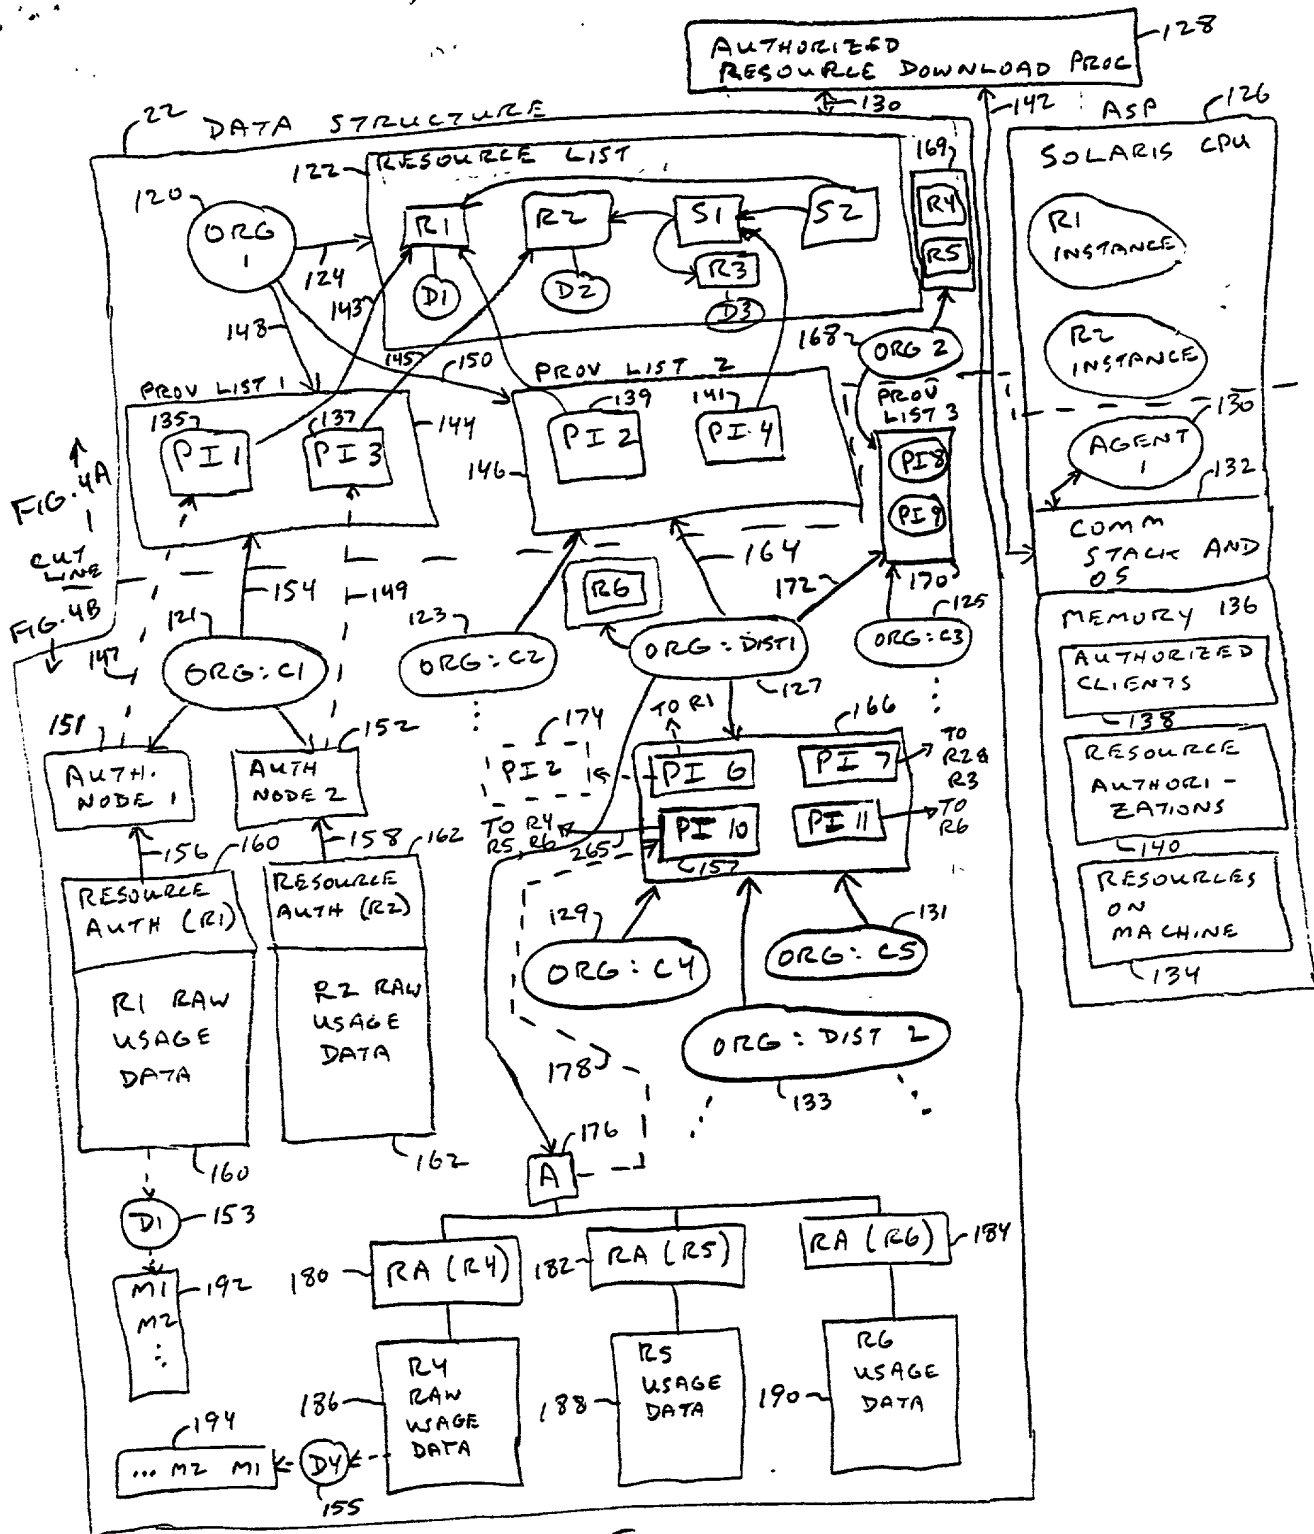 AUTHORIZED
RESOURCE DOWNLOAD PROC
128
130
142
22
DATA STRUCTURE
ASP
126
SOLARIS CPU
122
RESOURCE LIST
169
120
ORG
1
R1
R2
S1
S2
R4
R5
R1
INSTANCE
124
D1
D2
R3
D3
143
148
145
150
168
ORG 2
R2
INSTANCE
PROV LIST 1
PROV LIST 2
PROV
LIST 3
135
137
139
141
144
PI 1
PI 3
PI 2
PI 4
146
PI 8
PI 9
130
AGENT
1
132
FIG. 4A
CUT
LINE
FIG. 4B
COMM
STACK AND
OS
154
149
164
172
170
R6
121
123
125
147
ORG: C1
ORG: C2
ORG: DIST1
ORG: C3
127
MEMORY 136
AUTHORIZED
CLIENTS
138
151
152
174
TO R1
166
AUTH.
NODE 1
AUTH
NODE 2
PI 2
PI 6
PI 7
TO
R2 &
R3
RESOURCE
AUTHORI-
ZATIONS
140
TO R4
R5, R6
PI 10
PI 11
TO
R6
156
160
158
162
265
157
RESOURCE
AUTH (R1)
RESOURCE
AUTH (R2)
RESOURCES
ON
MACHINE
134
129
131
ORG: C4
ORG: C5
R1 RAW
USAGE
DATA
R2 RAW
USAGE
DATA
ORG: DIST 2
178
133
160
162
176
A
D1
153
M1
M2
192
180
RA (R4)
182
RA (R5)
RA (R6)
184
R4
RAW
USAGE
DATA
186
R5
USAGE
DATA
188
R6
USAGE
DATA
190
194
... M2 M1
D4
155